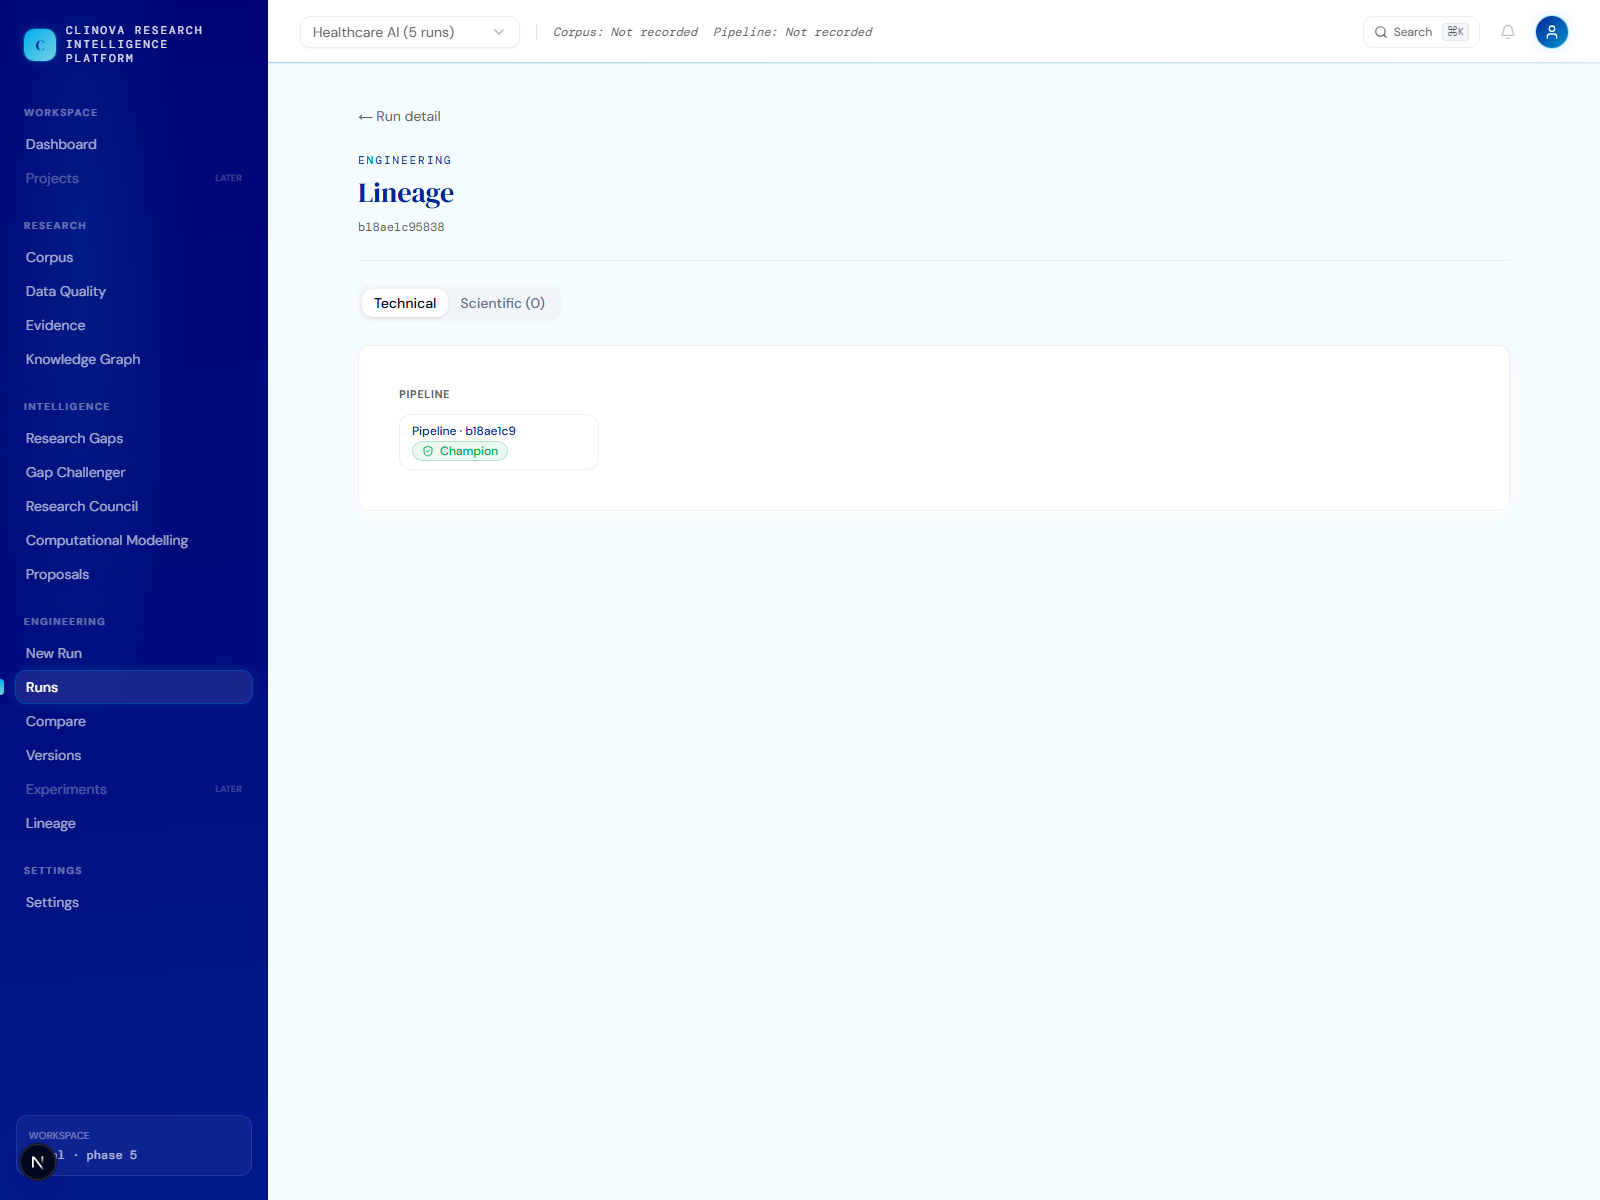 C
CLINOVA RESEARCH
INTELLIGENCE
PLATFORM
WORKSPACE
Dashboard
Projects LATER
RESEARCH
Corpus
Data Quality
Evidence
Knowledge Graph
INTELLIGENCE
Research Gaps
Gap Challenger
Research Council
Computational Modelling
Proposals
ENGINEERING
New Run
Runs
Compare
Versions
Experiments LATER
Lineage
SETTINGS
Settings
WORKSPACE
· phase 5
N
Healthcare AI (5 runs)
Corpus: Not recorded Pipeline: Not recorded
Search ⌘K
← Run detail
ENGINEERING
Lineage
b18ae1c95838
Technical Scientific (0)
PIPELINE
Pipeline · b18ae1c9
Champion